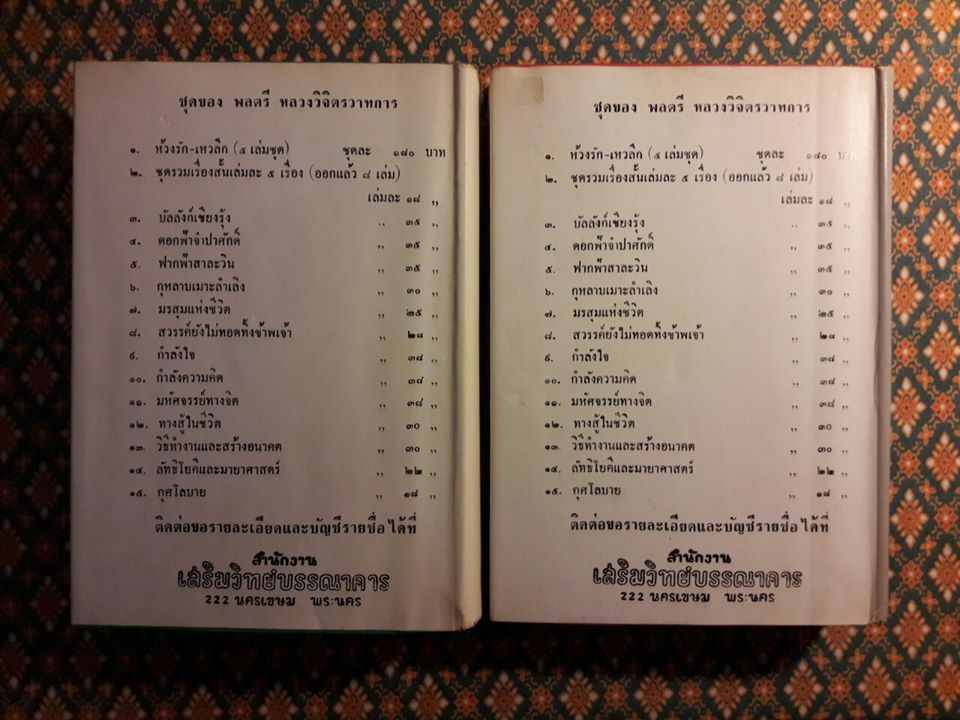 ชุดของ พลตรี หลวงวิจิตรวาทการ
๑. ห้วงรัก-เหวลึก (๕ เล่มชุด) ชุดละ ๑๘๐ บาท
๒. ชุดรวมเรื่องสั้นเล่มละ ๕ เรื่อง (ออกแล้ว ๘ เล่ม)
เล่มละ ๑๘ ,,
๓. บัลลังก์เชียงรุ้ง ,, ๓๕ ,,
๔. ดอกฟ้าจำปาศักดิ์ ,, ๓๕ ,,
๕. ฟากฟ้าสาละวิน ,, ๓๕ ,,
๖. กุหลาบเมาะลำเลิง ,, ๓๐ ,,
๗. มรสุมแห่งชีวิต ,, ๒๕ ,,
๘. สวรรค์ยังไม่ทอดทิ้งข้าพเจ้า ,, ๒๘ ,,
๙. กำลังใจ ,, ๓๘ ,,
๑๐. กำลังความคิด ,, ๓๘ ,,
๑๑. มหัศจรรย์ทางจิต ,, ๓๘ ,,
๑๒. ทางสู้ในชีวิต ,, ๓๐ ,,
๑๓. วิธีทำงานและสร้างอนาคต ,, ๓๐ ,,
๑๔. ลัทธิโยคีและมายาศาสตร์ ,, ๒๒ ,,
๑๕. กุศโลบาย ,, ๑๘ ,,
ติดต่อขอรายละเอียดและบัญชีรายชื่อได้ที่
สำนักงาน
เสริมวิทย์บรรณาคาร
222 นครเขษม พระนคร
ชุดของ พลตรี หลวงวิจิตรวาทการ
๑. ห้วงรัก-เหวลึก (๕ เล่มชุด) ชุดละ ๑๘๐ บาท
๒. ชุดรวมเรื่องสั้นเล่มละ ๕ เรื่อง (ออกแล้ว ๘ เล่ม)
เล่มละ ๑๘ ,,
๓. บัลลังก์เชียงรุ้ง ,, ๓๕ ,,
๔. ดอกฟ้าจำปาศักดิ์ ,, ๓๕ ,,
๕. ฟากฟ้าสาละวิน ,, ๓๕ ,,
๖. กุหลาบเมาะลำเลิง ,, ๓๐ ,,
๗. มรสุมแห่งชีวิต ,, ๒๕ ,,
๘. สวรรค์ยังไม่ทอดทิ้งข้าพเจ้า ,, ๒๘ ,,
๙. กำลังใจ ,, ๓๘ ,,
๑๐. กำลังความคิด ,, ๓๘ ,,
๑๑. มหัศจรรย์ทางจิต ,, ๓๘ ,,
๑๒. ทางสู้ในชีวิต ,, ๓๐ ,,
๑๓. วิธีทำงานและสร้างอนาคต ,, ๓๐ ,,
๑๔. ลัทธิโยคีและมายาศาสตร์ ,, ๒๒ ,,
๑๕. กุศโลบาย ,, ๑๘ ,,
ติดต่อขอรายละเอียดและบัญชีรายชื่อได้ที่
สำนักงาน
เสริมวิทย์บรรณาคาร
222 นครเขษม พระนคร